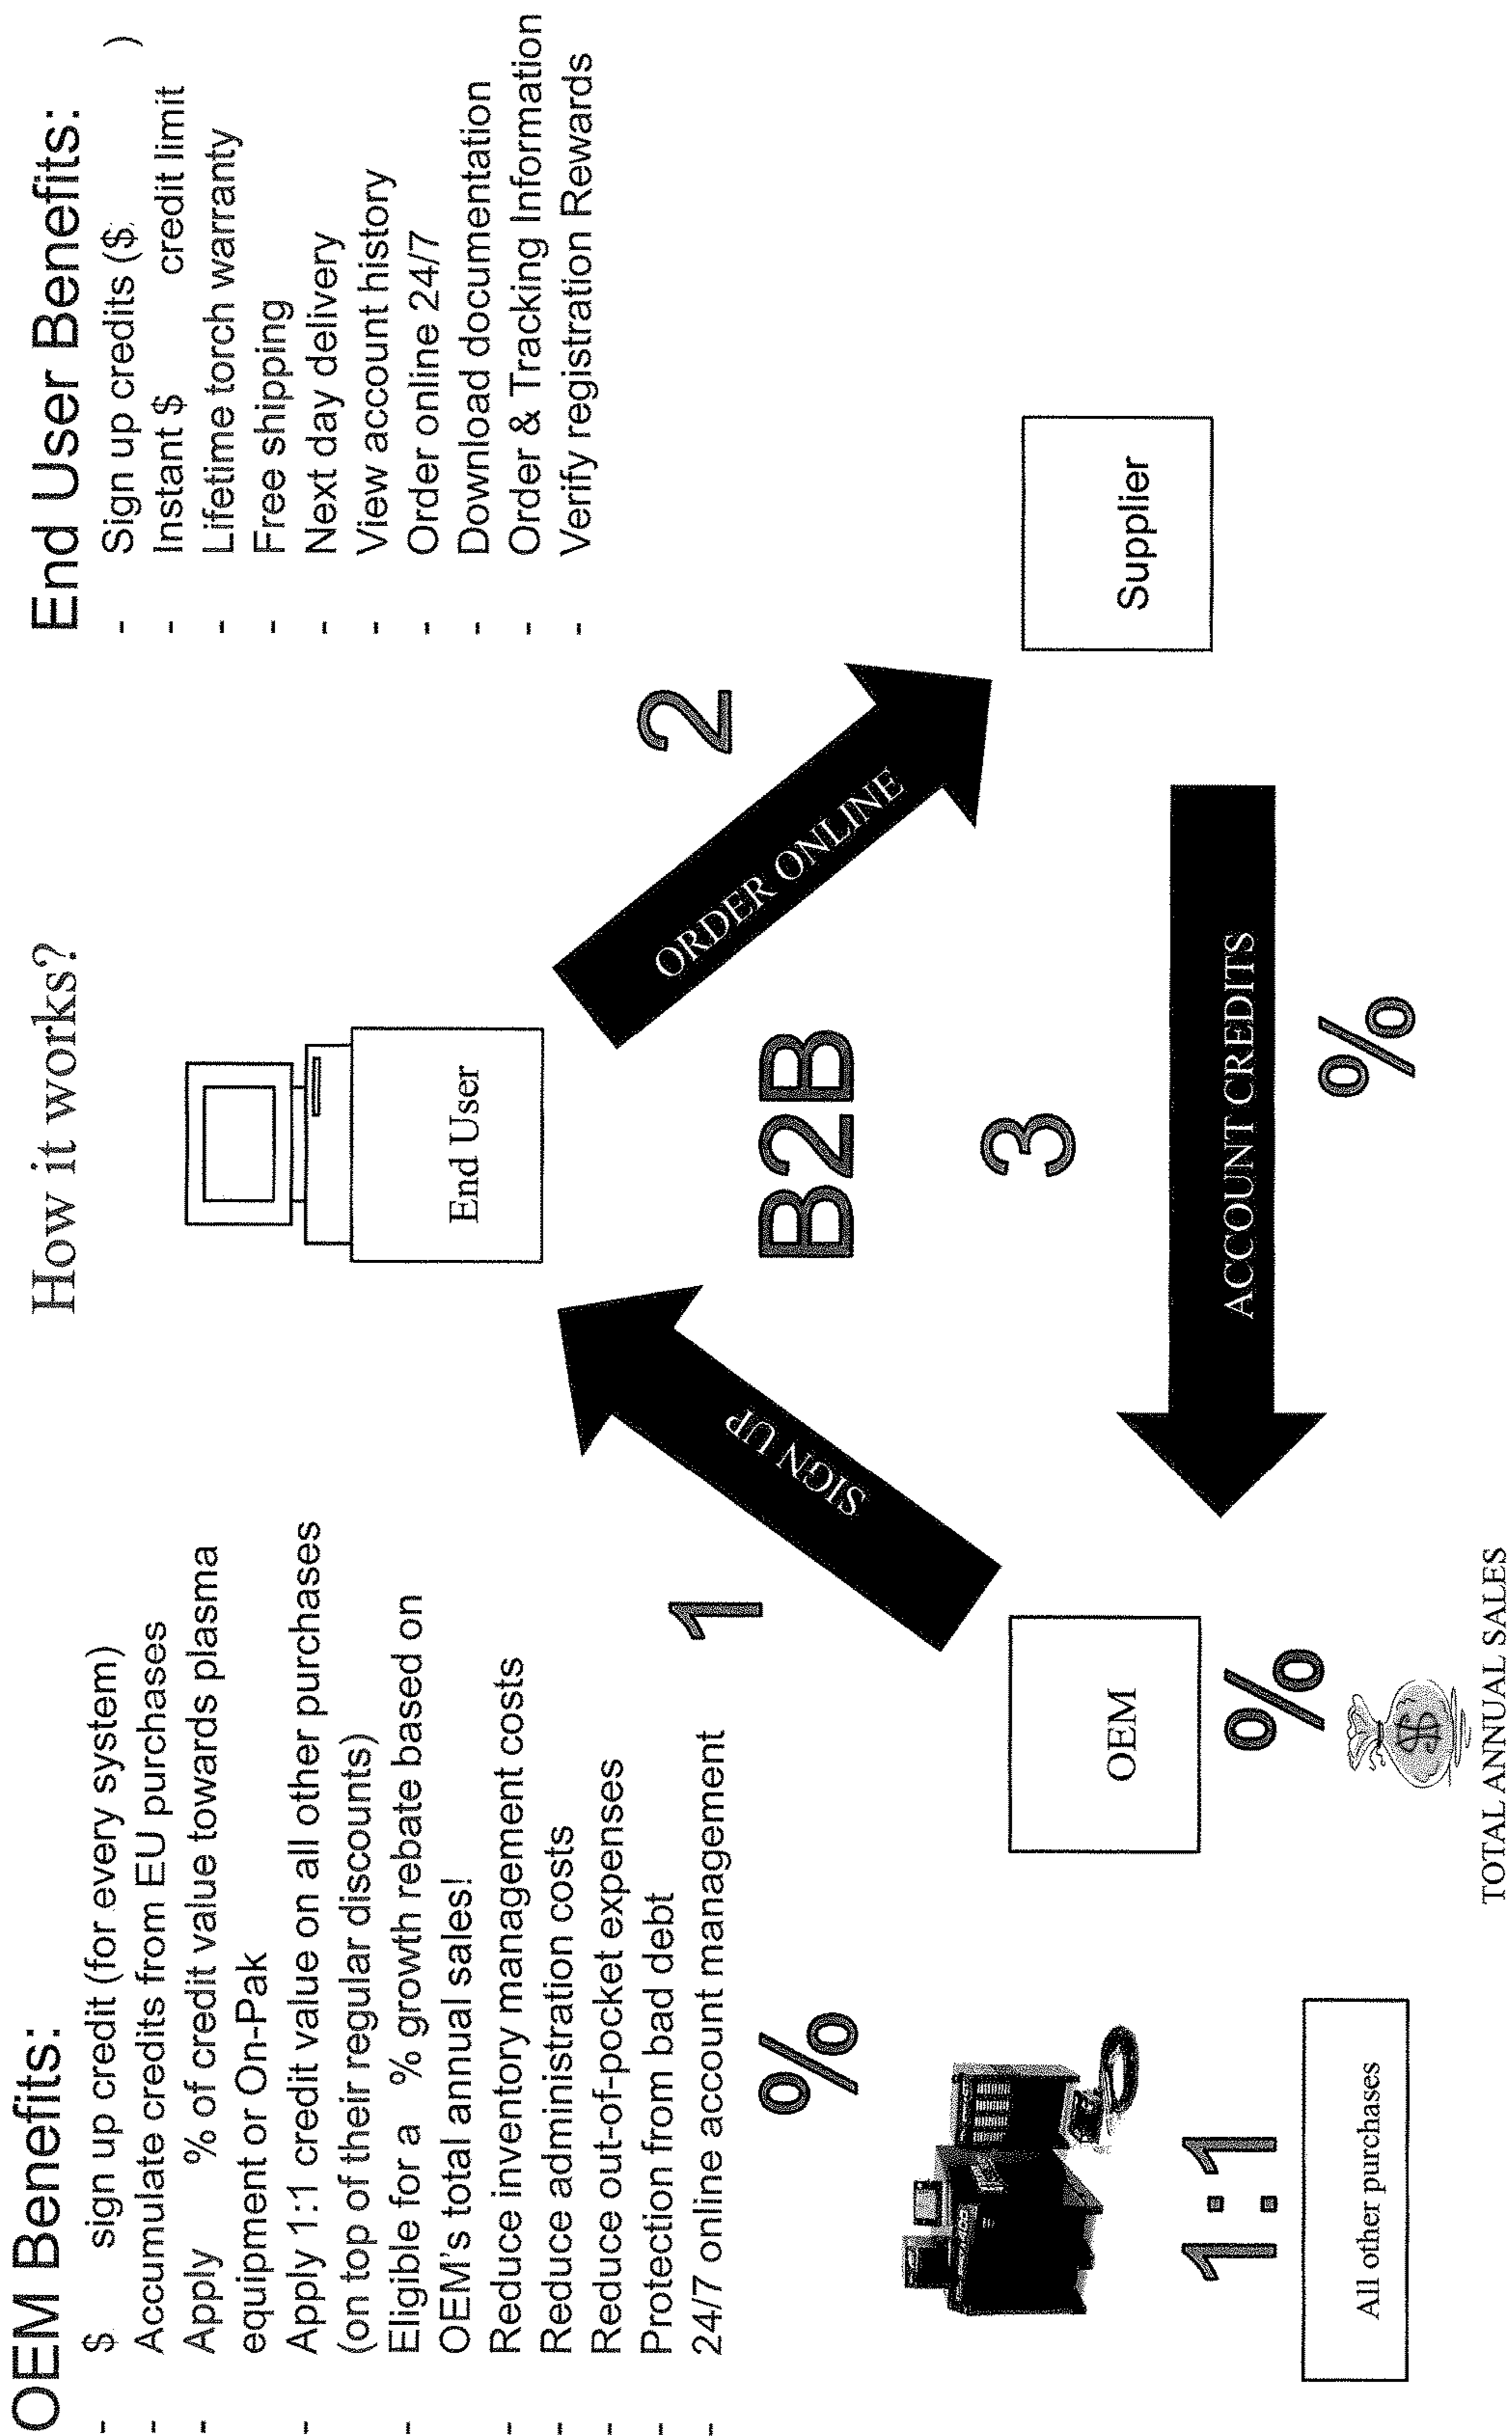 How it works?
OEM Benefits:
- $ sign up credit (for every system)
- Accumulate credits from EU purchases
- Apply % of credit value towards plasma
equipment or On-Pak
- Apply 1:1 credit value on all other purchases
(on top of their regular discounts)
- Eligible for a % growth rebate based on
OEM's total annual sales!
- Reduce inventory management costs
- Reduce administration costs
- Reduce out-of-pocket expenses
- Protection from bad debt
- 24/7 online account management
End User Benefits:
- Sign up credits ($ )
- Instant $ credit limit
- Lifetime torch warranty
- Free shipping
- Next day delivery
- View account history
- Order online 24/7
- Download documentation
- Order & Tracking Information
- Verify registration Rewards
End User
1
SIGN UP
B2B
2
ORDER ONLINE
3
%
OEM
Supplier
ACCOUNT CREDITS
%
1:1
All other purchases
%
$
TOTAL ANNUAL SALES